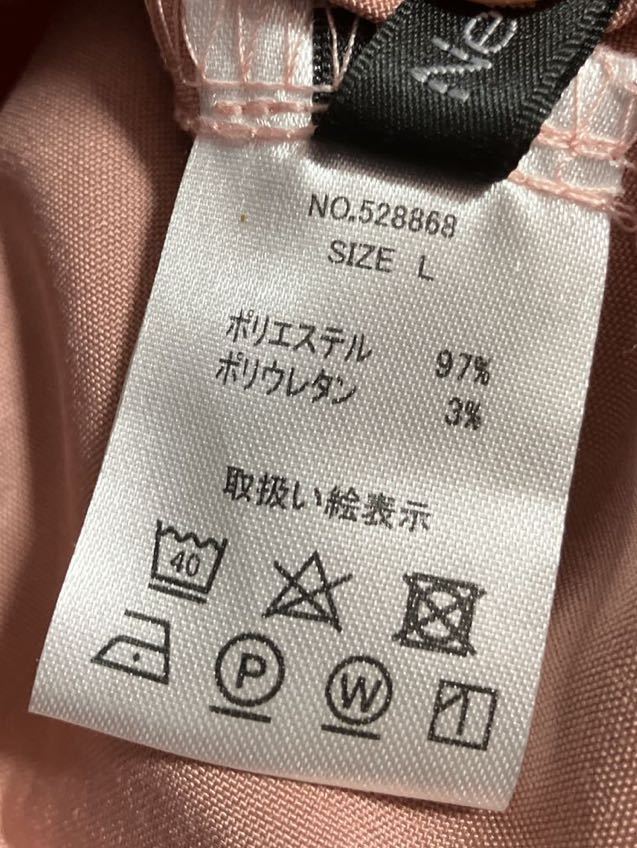 Ne
NO.528868
SIZE L
ポリエステル 97%
ポリウレタン 3%
取扱い絵表示
40
P
W